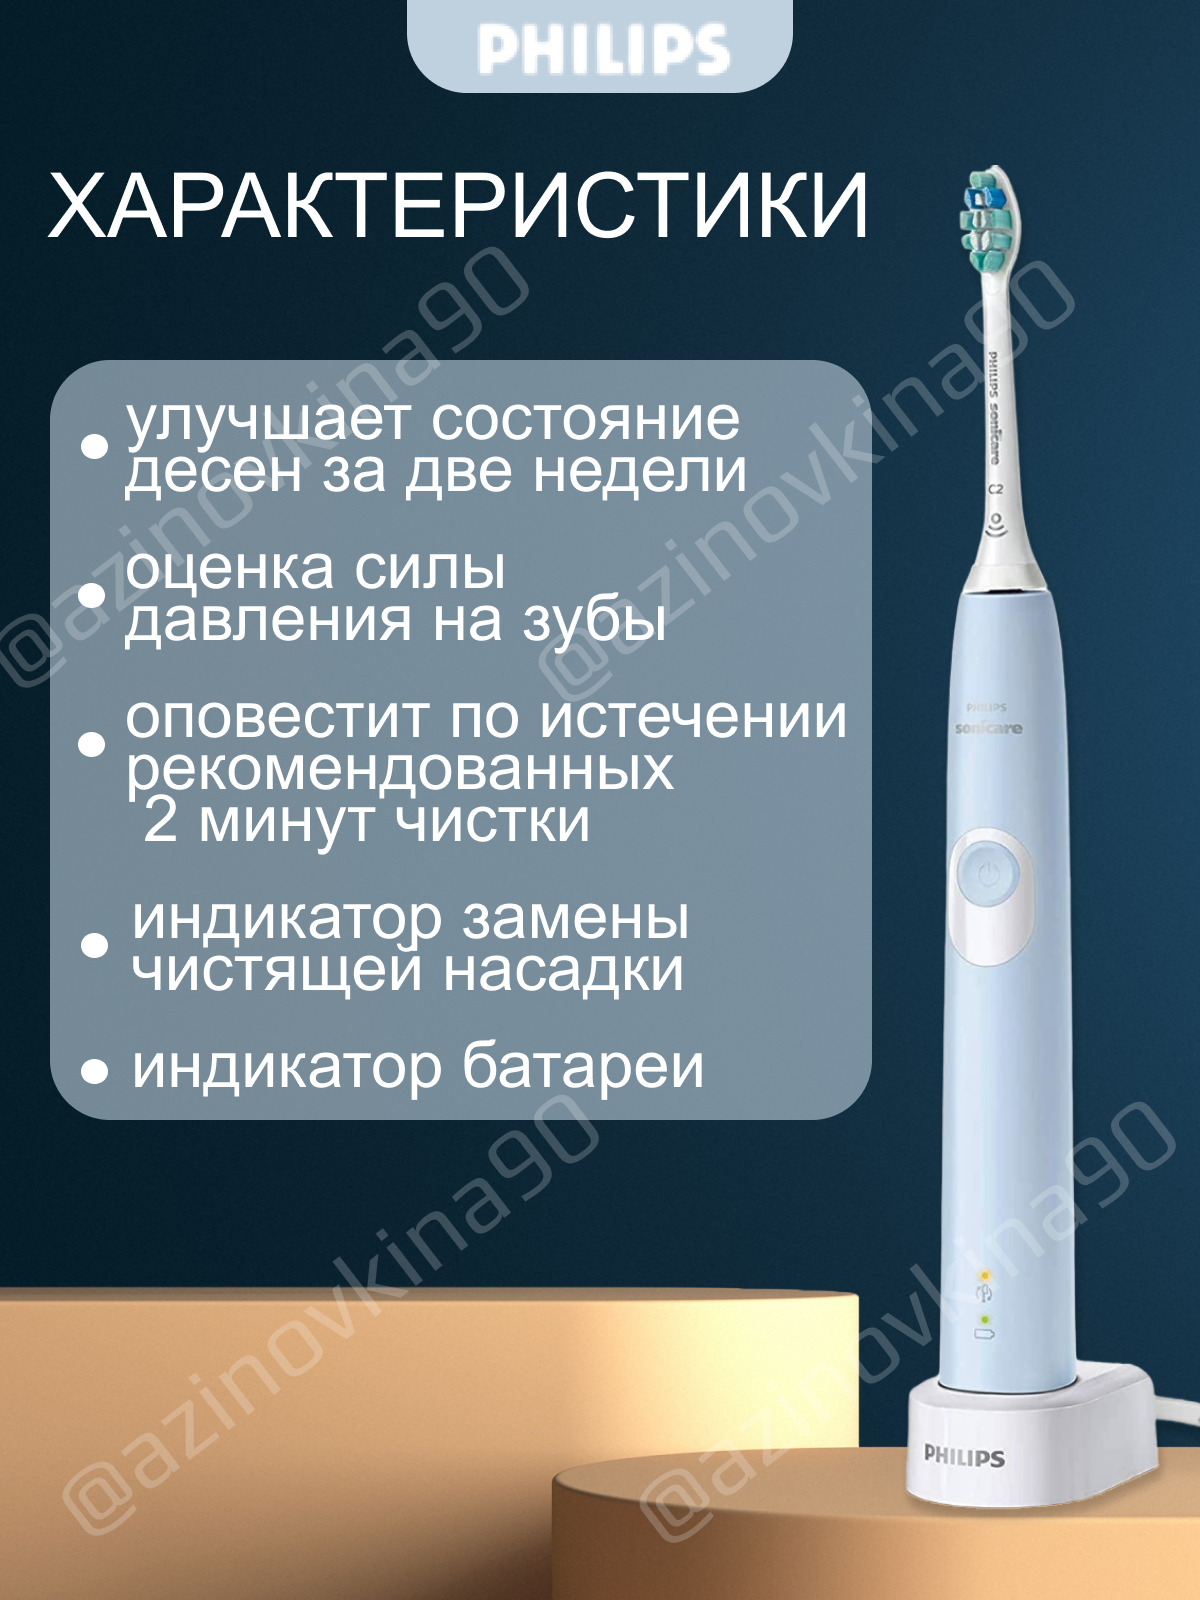 PHILIPS
ХАРАКТЕРИСТИКИ
улучшает состояние
десен за две недели
оценка силы
давления на зубы
оповестит по истечении
рекомендованных
2 минут чистки
индикатор замены
чистящей насадки
индикатор батареи
PHILIPS sonicare
C2
PHILIPS
sonicare
PHILIPS
@azinovkina90
@azinovkina90
@azinovkina90
@azinovkina90